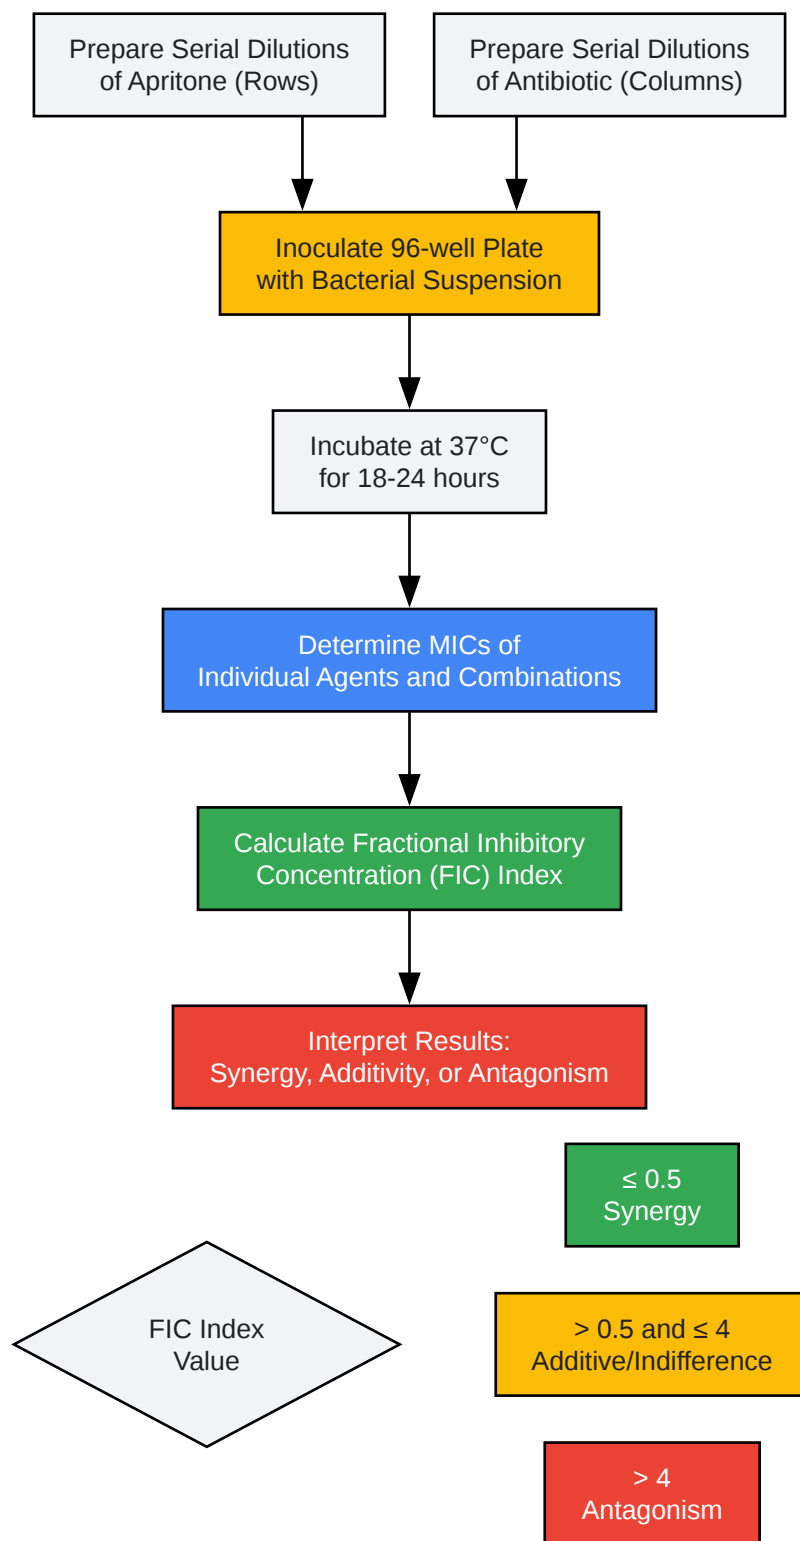 Prepare Serial Dilutions
of Apritone (Rows)
Prepare Serial Dilutions
of Antibiotic (Columns)
Inoculate 96-well Plate
with Bacterial Suspension
Incubate at 37°C
for 18-24 hours
Determine MICs of
Individual Agents and Combinations
Calculate Fractional Inhibitory
Concentration (FIC) Index
Interpret Results:
Synergy, Additivity, or Antagonism
≤ 0.5
Synergy
FIC Index
Value
> 0.5 and ≤ 4
Additive/Indifference
> 4
Antagonism